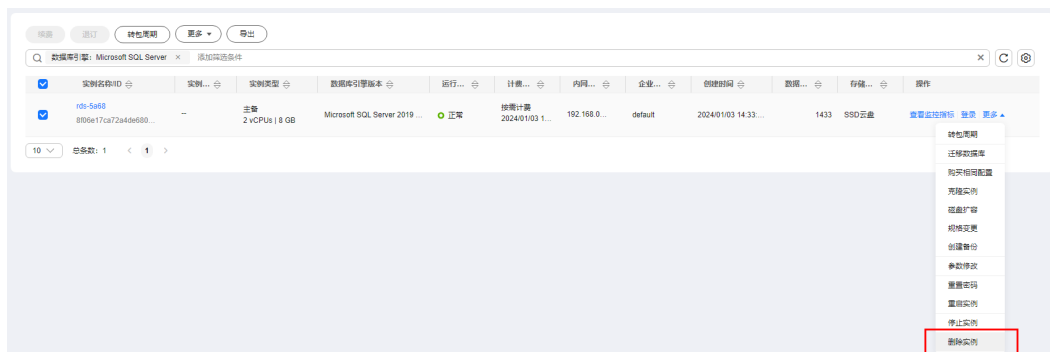 续费 退订 转包周期 更多 导出
数据库引擎: Microsoft SQL Server × 添加筛选条件
实例名称/ID 实例... 实例类型 数据库引擎版本 运行... 计费... 内网... 企业... 创建时间 数据... 存储... 操作
rds-5a68 -- 主备 Microsoft SQL Server 2019 ... 正常 按需计费 192.168.0... default 2024/01/03 14:33:... 1433 SSD云盘 查看监控指标 登录 更多
8f06e17ca72a4de680... 2 vCPUs | 8 GB 2024/01/03 1...
10 总条数: 1 < 1 >
转包周期
迁移数据库
购买相同配置
克隆实例
磁盘扩容
规格变更
创建备份
参数修改
重置密码
重启实例
停止实例
删除实例